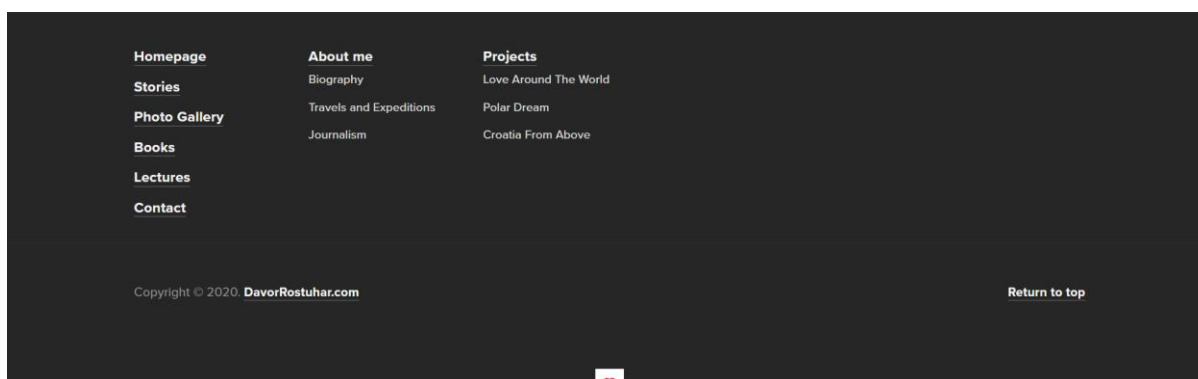 Homepage
Stories
Photo Gallery
Books
Lectures
Contact
About me
Biography
Travels and Expeditions
Journalism
Projects
Love Around The World
Polar Dream
Croatia From Above
Copyright © 2020. DavorRostuhar.com
Return to top